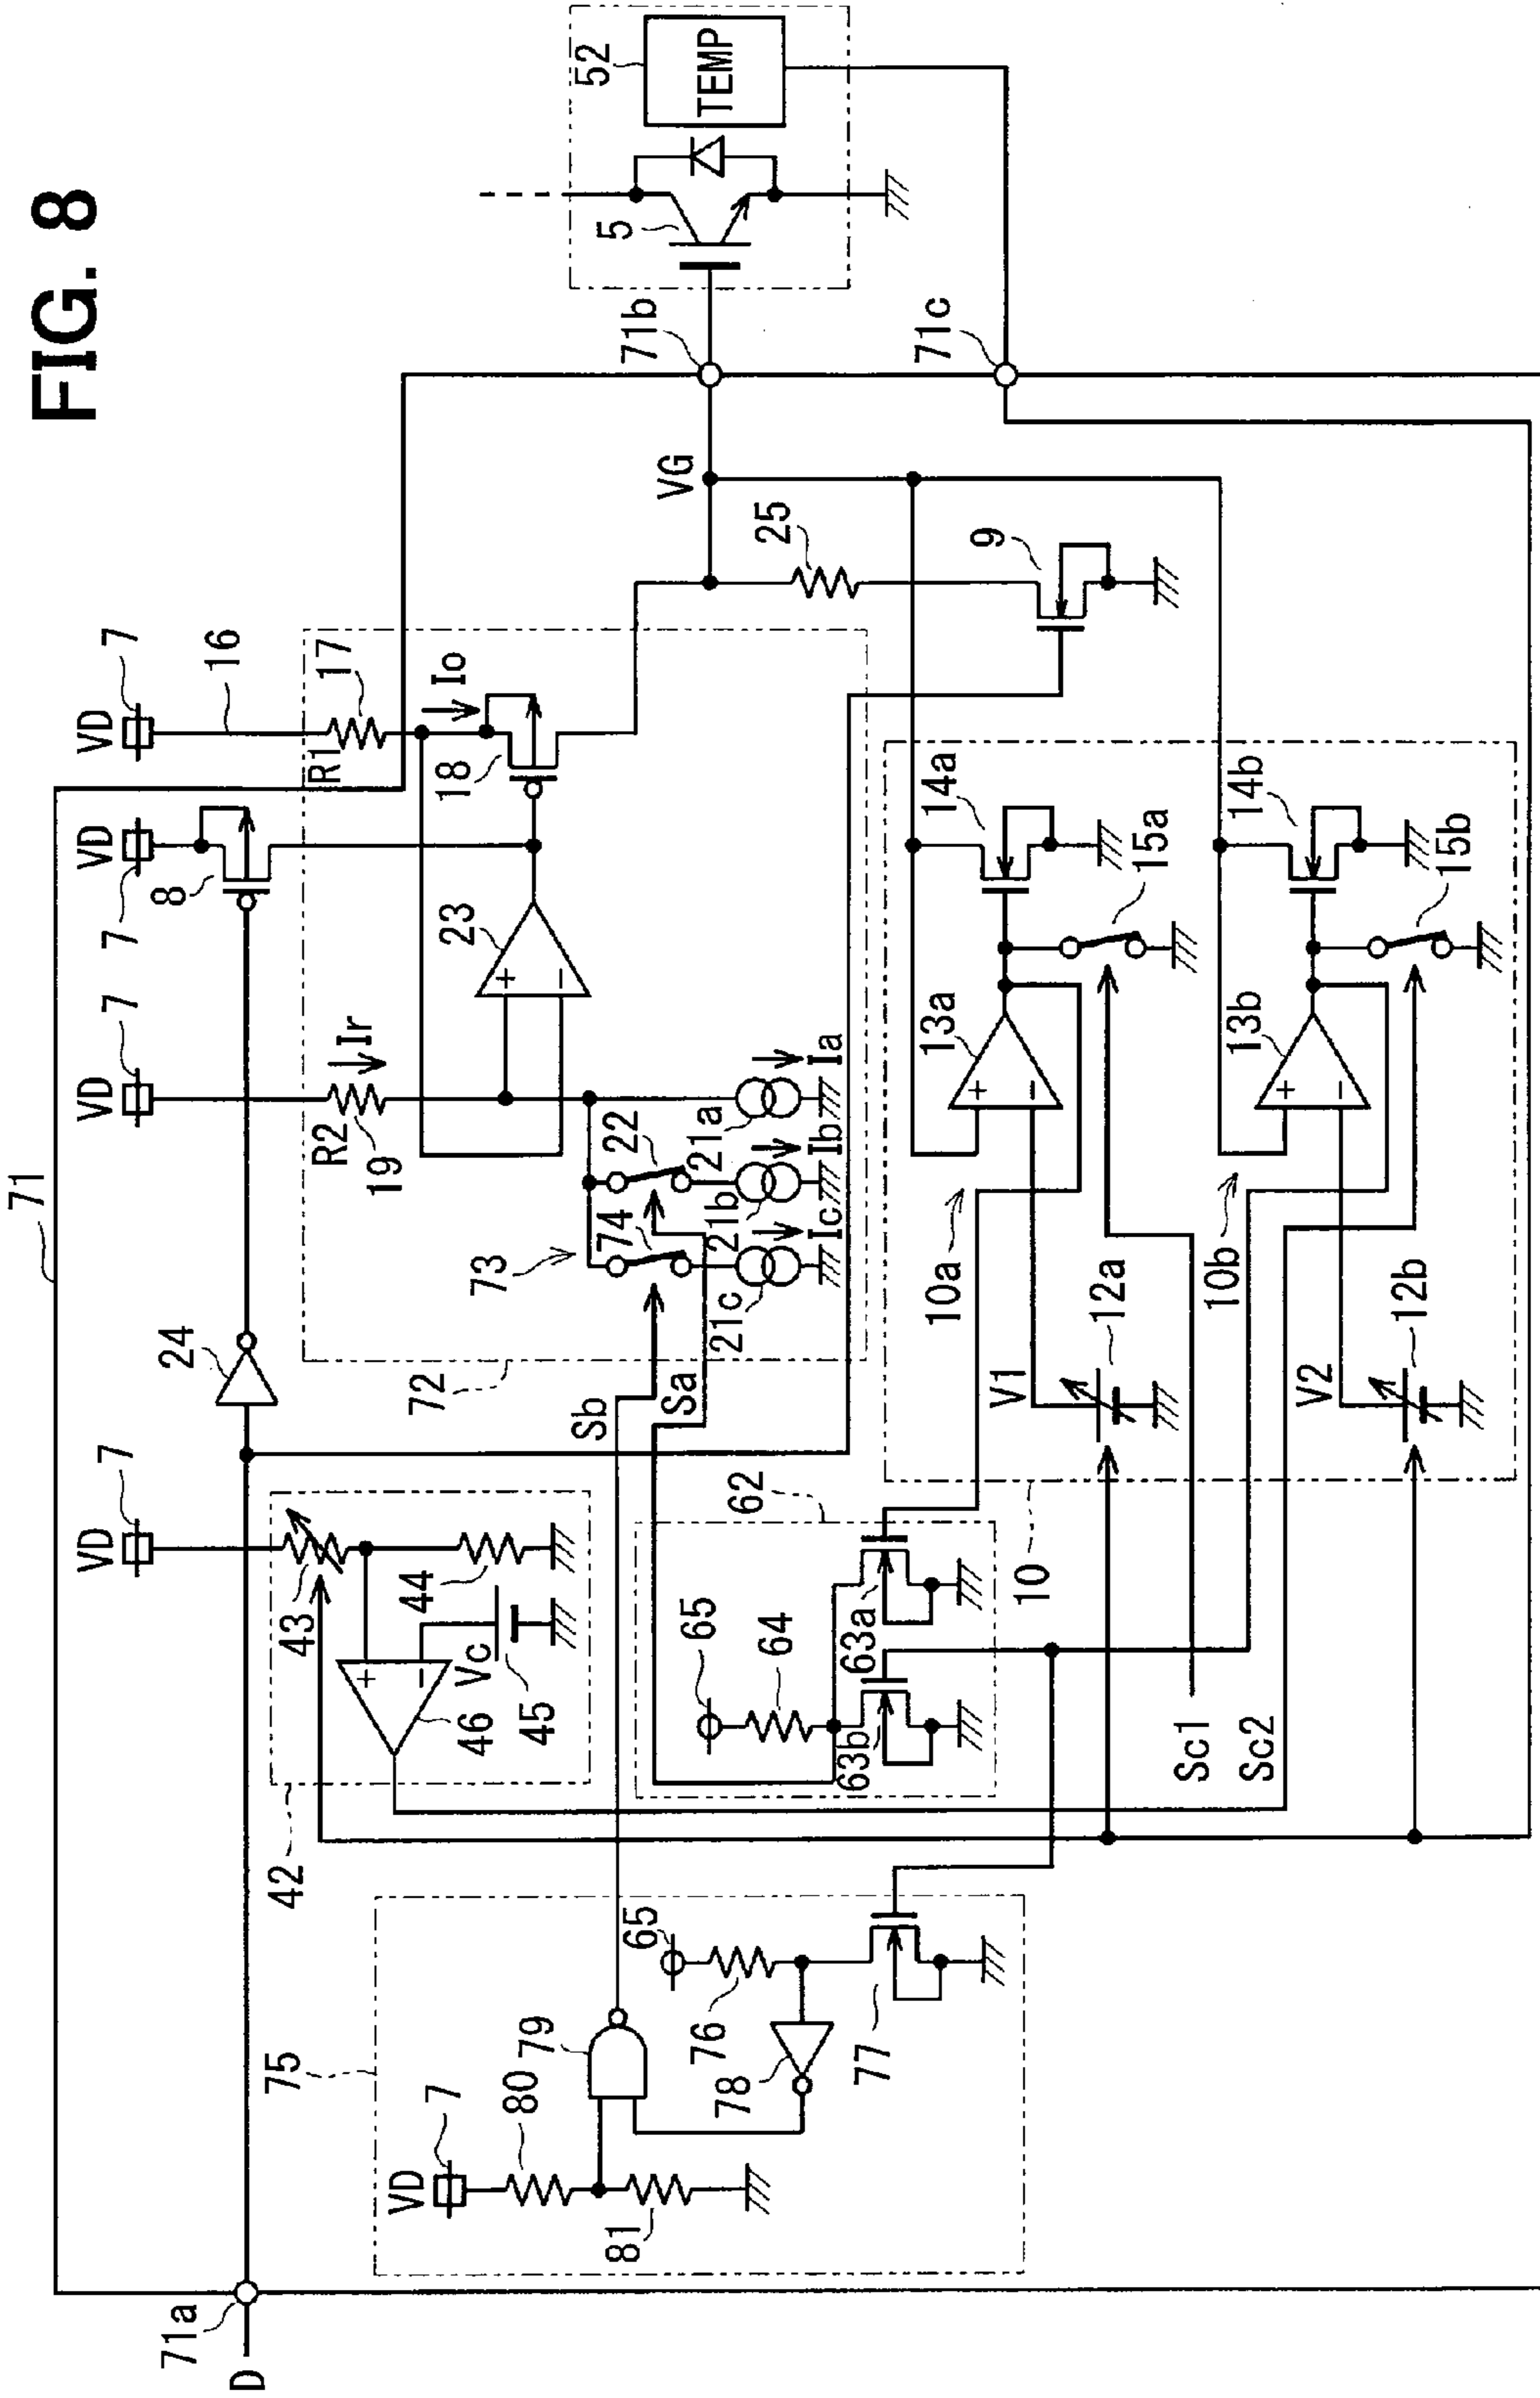 FIG. 8
71
VD
7
VD
7
VD
7
VD
7
24
8
16
R2
19
Ir
R1
17
Io
18
23
73
74
22
21c
Ic
21b
Ib
21a
Ia
72
Sb
Sa
VG
25
9
71b
71c
5
52
TEMP
42
43
44
Vc
45
46
62
65
64
63b
63a
10
10a
V1
12a
13a
14a
15a
10b
V2
12b
13b
14b
15b
Sc1
Sc2
75
VD
7
80
81
79
65
76
78
77
71a
D
+
−
+
−
+
−
+
−